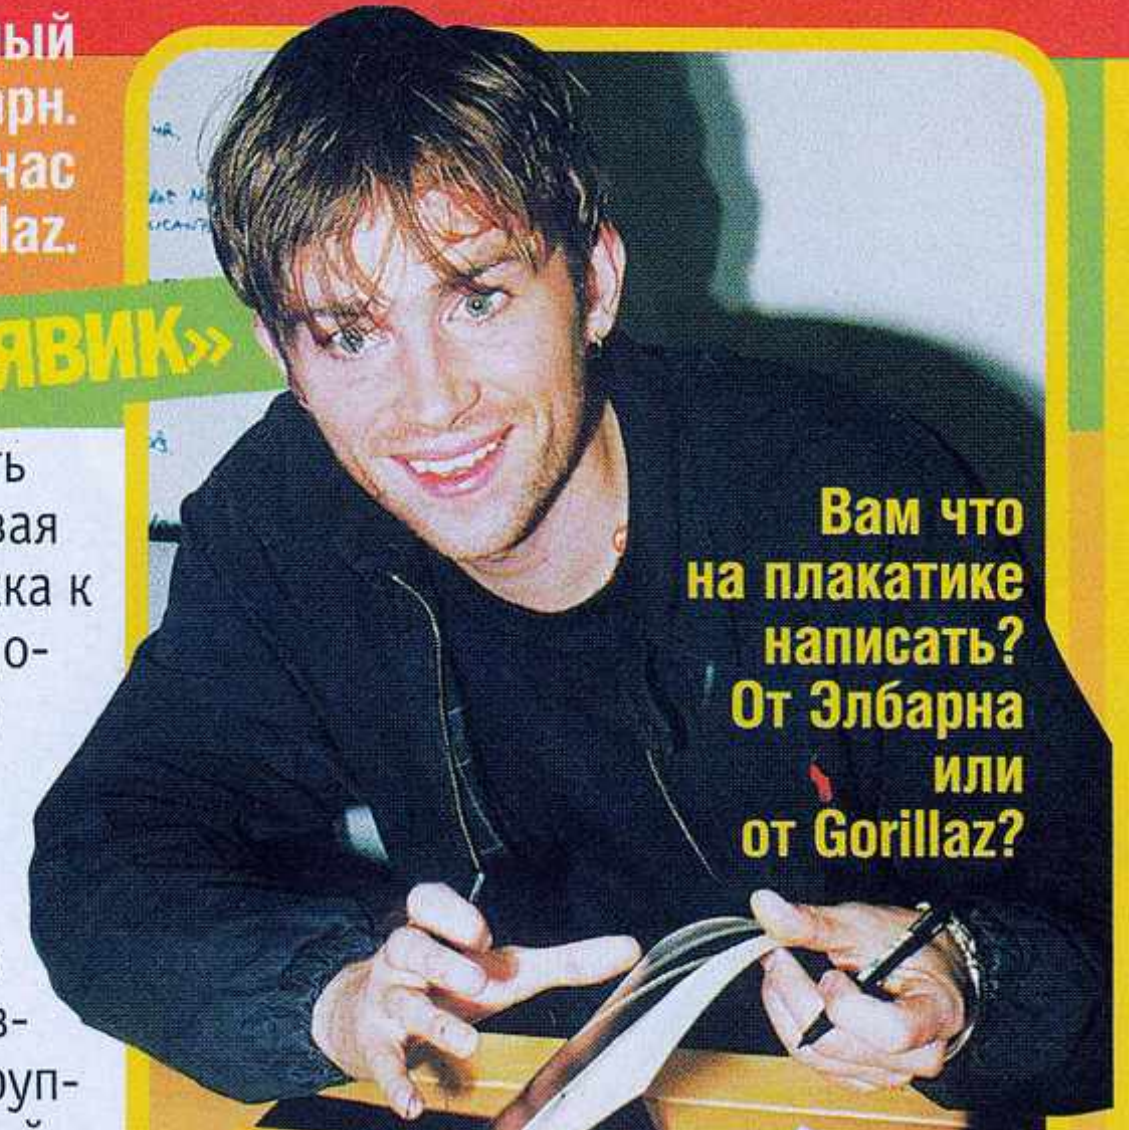 ый
рн.
нас
laz.
ЯВИК»
ть
вая
ка к
о-
в-
руп-
Вам что
на плакатике
написать?
От Элбарна
или
от Gorillaz?